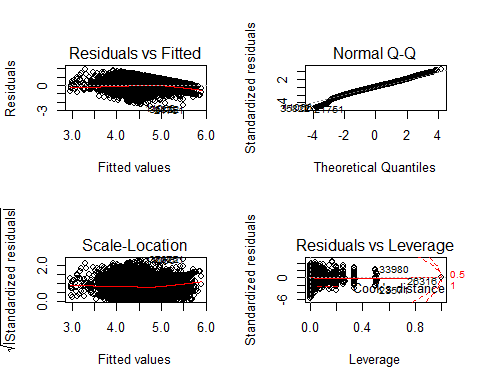 Residuals vs Fitted
Residuals
-3 0
3.0 4.0 5.0 6.0
Fitted values
Normal Q-Q
Standardized residuals
-4 2
-4 -2 0 2 4
Theoretical Quantiles
Scale-Location
√|Standardized residuals|
0.0 2.0
3.0 4.0 5.0 6.0
Fitted values
Residuals vs Leverage
Standardized residuals
-6 0
33980
Cook's distance
0.5
1
0.0 0.2 0.4 0.6 0.8
Leverage